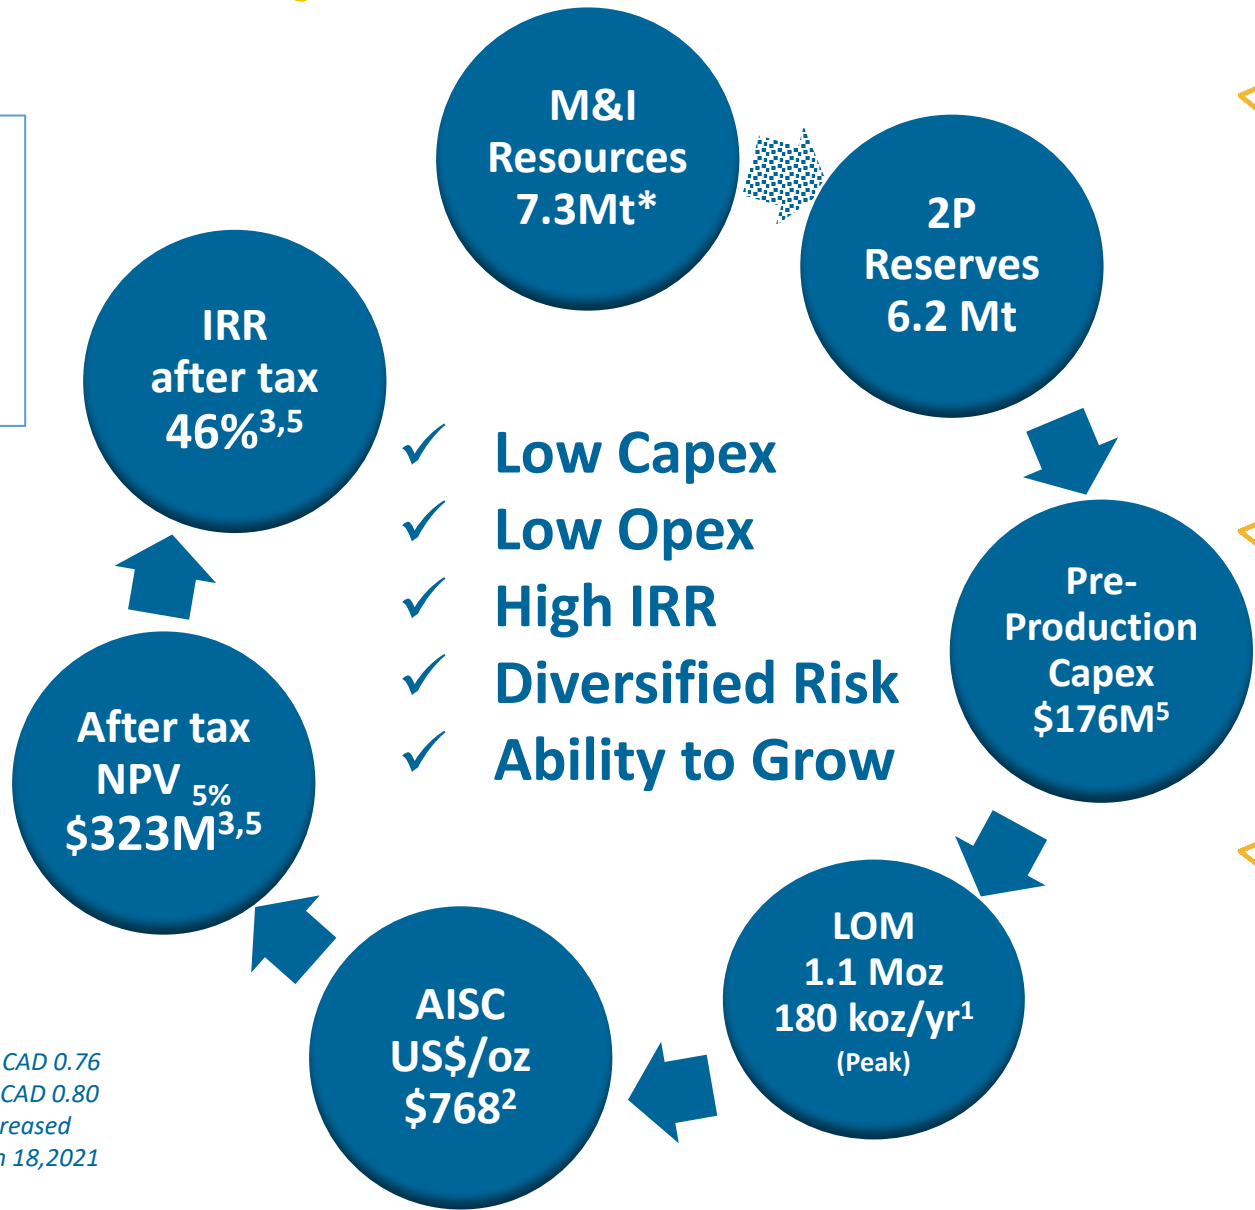 M&I
Resources
7.3Mt*
2P
Reserves
6.2 Mt
Pre-
Production
Capex
$176M⁵
LOM
1.1 Moz
180 koz/yr¹
(Peak)
AISC
US$/oz
$768²
After tax
NPV 5%
$323M³,⁵
IRR
after tax
46%³,⁵
✓ Low Capex
✓ Low Opex
✓ High IRR
✓ Diversified Risk
✓ Ability to Grow
CAD 0.76
CAD 0.80
reased
18,2021